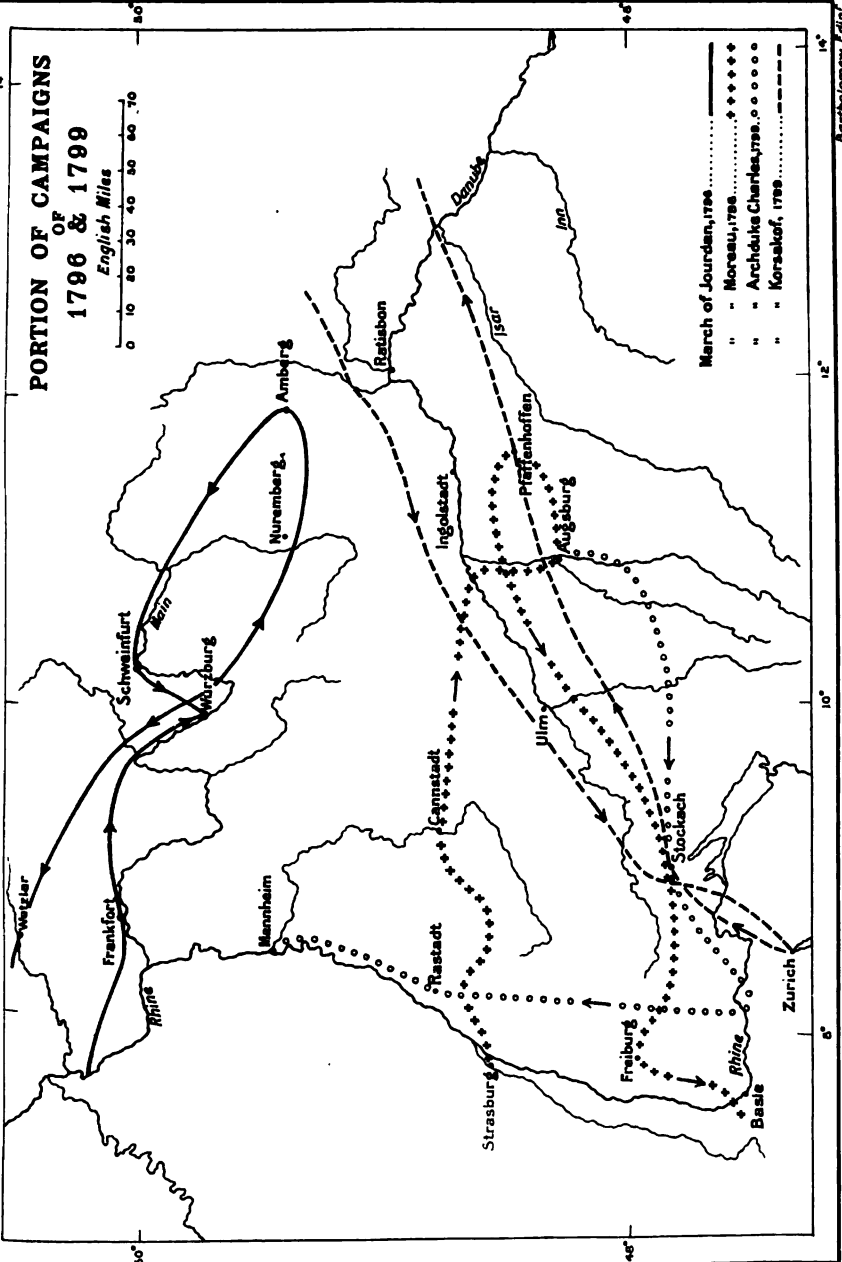 PORTION OF CAMPAIGNS
OF
1796 & 1799
English Miles
0 10 20 30 40 50 60 70
50°
48°
50°
48°
14°
12°
10°
8°
Wetzlar
Frankfort
Rhine
Schweinfurt
Main
Würzburg
Nuremberg
Amberg
Mannheim
Ratisbon
Danube
Inn
Isar
Rastadt
Cannstadt
Ingolstadt
Pfaffenhoffen
Strasburg
Ulm
Augsburg
Freiburg
Stockach
Rhine
Basle
Zurich
March of Jourdan, 1796
" " Moreau, 1796
" " Archduke Charles, 1799
" " Korsakof, 1799